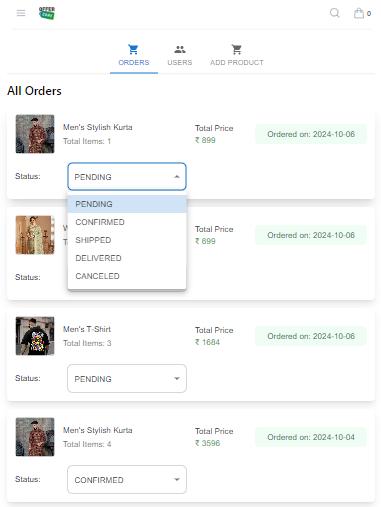 OFFER
0
ORDERS USERS ADD PRODUCT
All Orders
Men's Stylish Kurta
Total Items: 1
Total Price
₹ 899
Ordered on: 2024-10-06
Status:
PENDING
PENDING
CONFIRMED
SHIPPED
DELIVERED
CANCELED
W
To
Total Price
₹ 699
Ordered on: 2024-10-06
Status:
Men's T-Shirt
Total Items: 3
Total Price
₹ 1684
Ordered on: 2024-10-06
Status:
PENDING
Men's Stylish Kurta
Total Items: 4
Total Price
₹ 3596
Ordered on: 2024-10-04
Status:
CONFIRMED